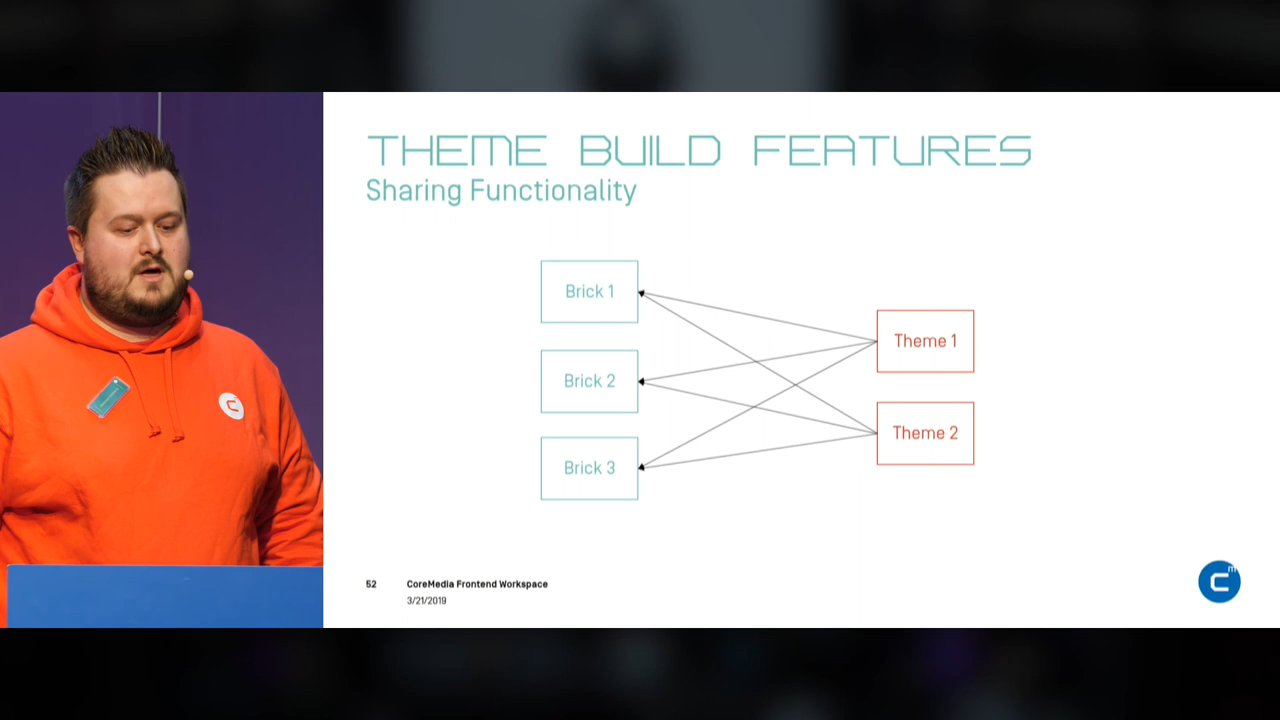 THEME BUILD FEATURES
Sharing Functionality
Brick 1
Theme 1
Brick 2
Theme 2
Brick 3
52
CoreMedia Frontend Workspace
3/21/2019